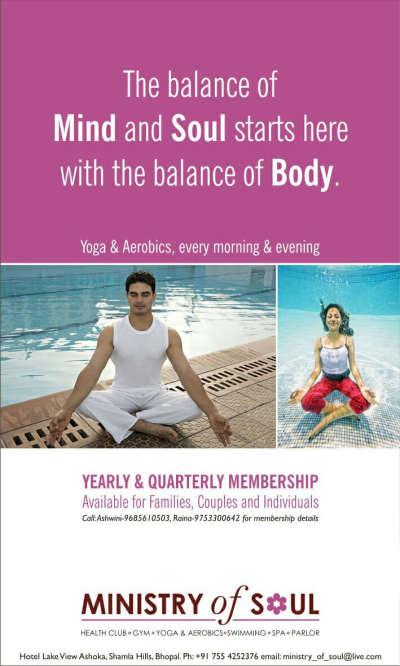 The balance of
Mind and Soul starts here
with the balance of Body.
Yoga & Aerobics, every morning & evening
YEARLY & QUARTERLY MEMBERSHIP
Available for Families, Couples and Individuals
Call: Ashwini-9685610503, Raina-9753300642 for membership details
MINISTRY of SOUL
HEALTH CLUB•GYM•YOGA & AEROBICS•SWIMMING•SPA•PARLOR
Hotel Lake View Ashoka, Shamla Hills, Bhopal. Ph: +91 755 4252376 email: ministry_of_soul@live.com